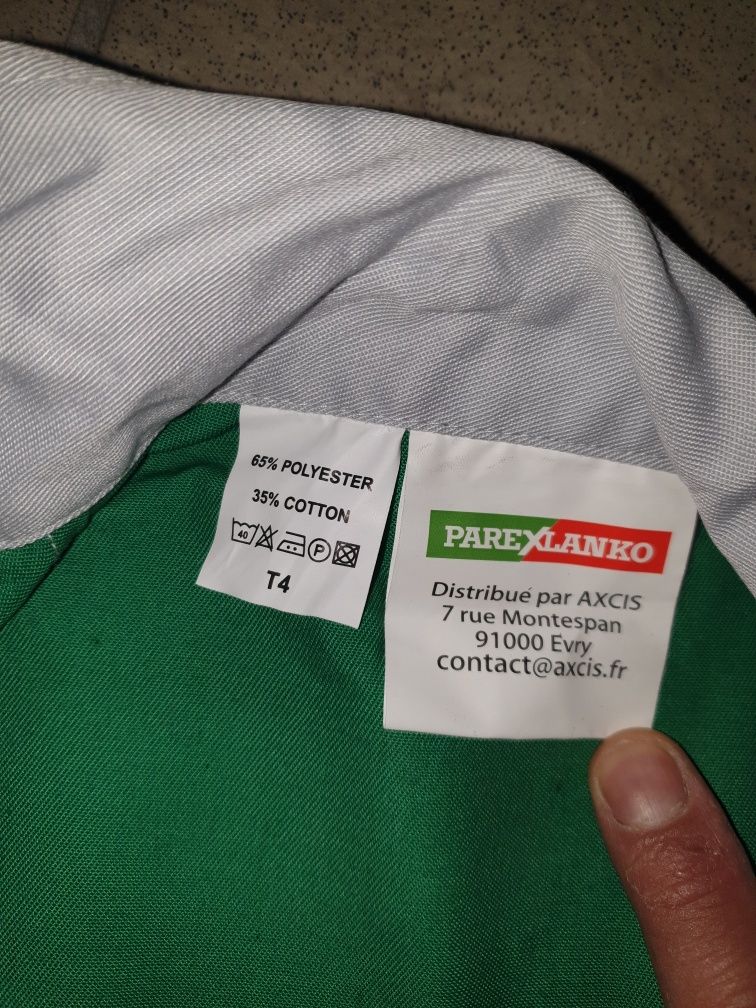 65% POLYESTER
35% COTTON
40 P
T4
PAREXLANKO
Distribué par AXCIS
7 rue Montespan
91000 Evry
contact@axcis.fr